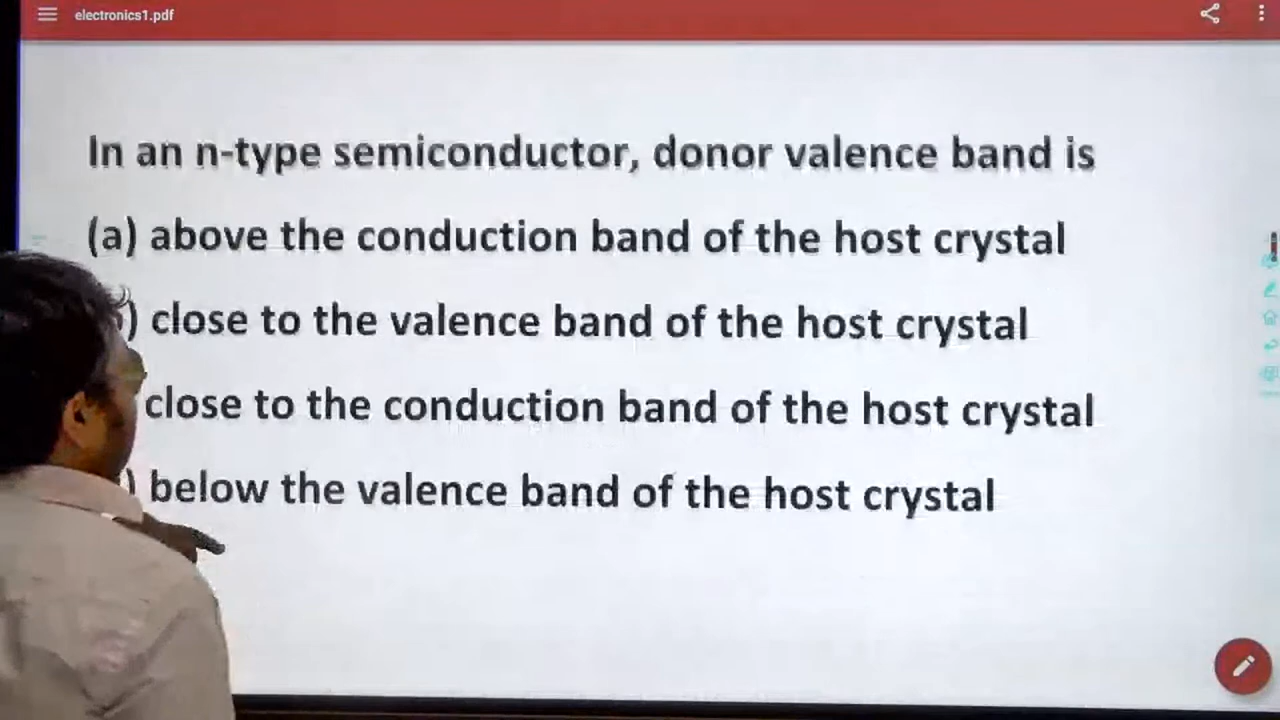 electronics1.pdf
In an n-type semiconductor, donor valence band is
(a) above the conduction band of the host crystal
) close to the valence band of the host crystal
close to the conduction band of the host crystal
) below the valence band of the host crystal